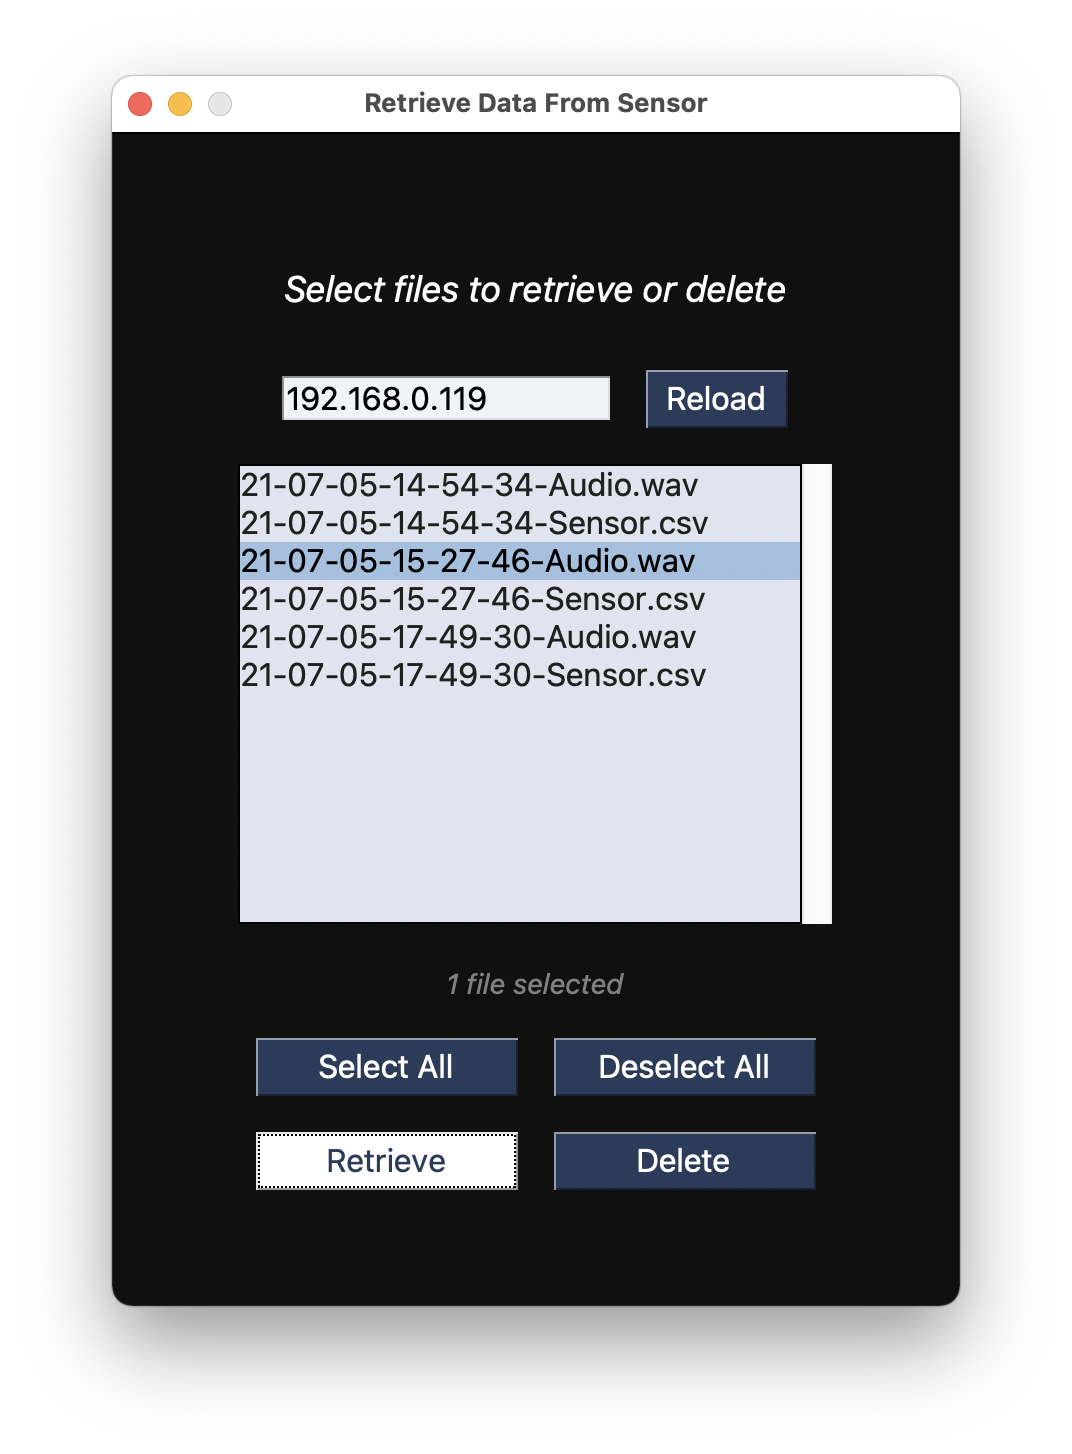 Retrieve Data From Sensor
Select files to retrieve or delete
192.168.0.119 Reload
21-07-05-14-54-34-Audio.wav
21-07-05-14-54-34-Sensor.csv
21-07-05-15-27-46-Audio.wav
21-07-05-15-27-46-Sensor.csv
21-07-05-17-49-30-Audio.wav
21-07-05-17-49-30-Sensor.csv
1 file selected
Select All Deselect All
Retrieve Delete